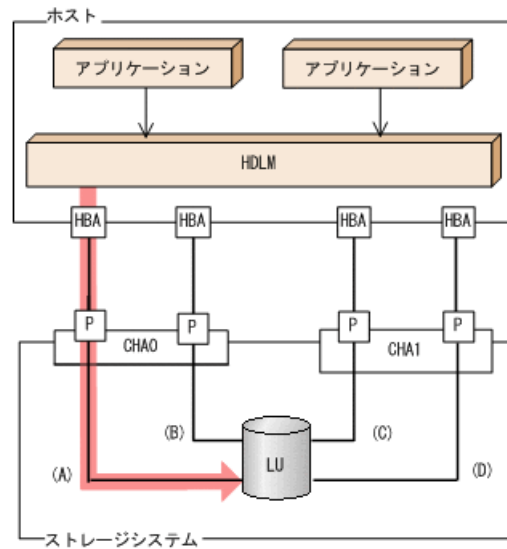 ホスト
アプリケーション
アプリケーション
HDLM
HBA
HBA
HBA
HBA
P
P
P
P
CHA0
CHA1
(B)
(C)
(A)
LU
(D)
ストレージシステム